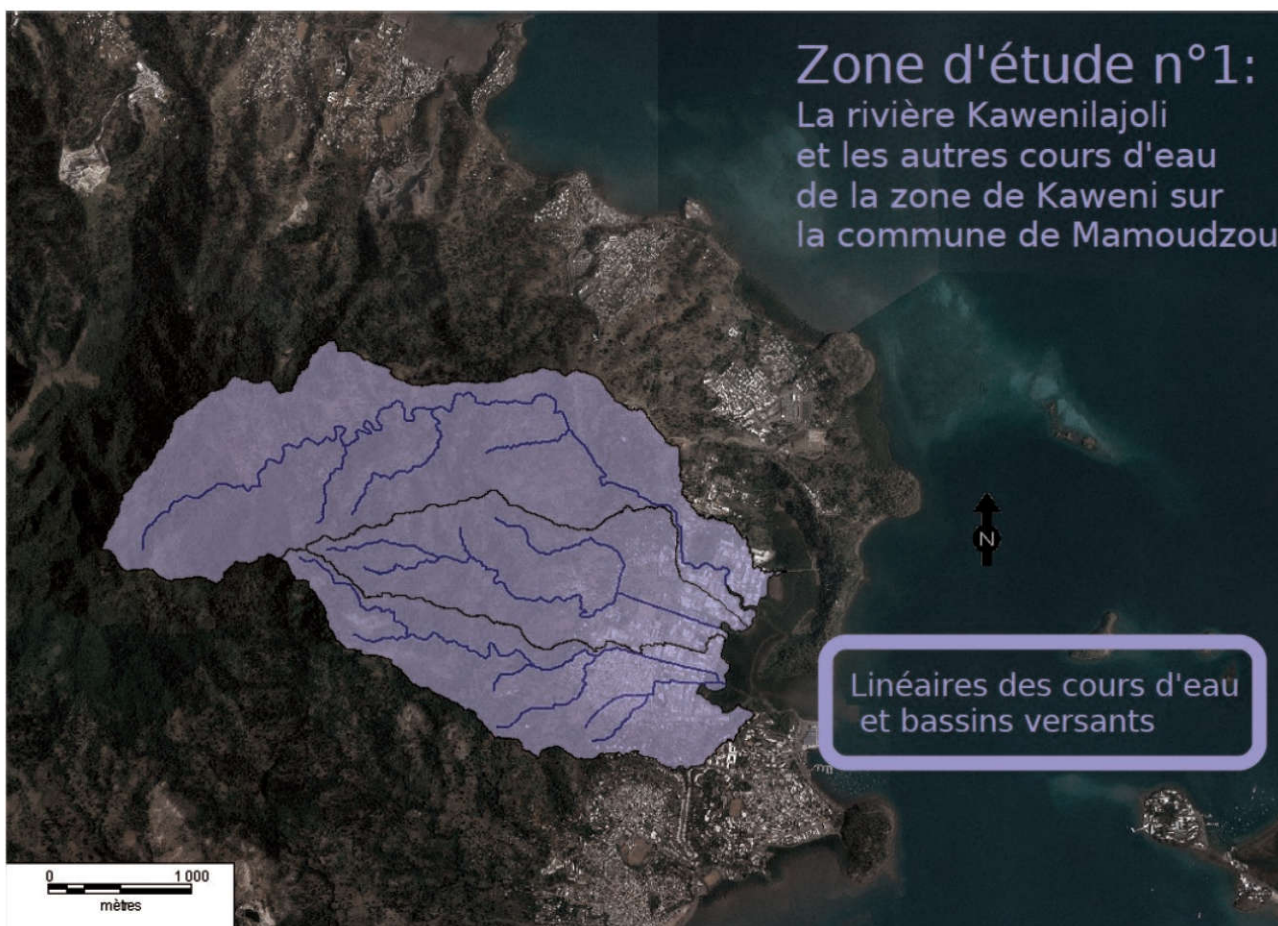 Zone d'étude n°1:
La rivière Kawenilajoli
et les autres cours d'eau
de la zone de Kaweni sur
la commune de Mamoudzou
N
Linéaires des cours d'eau
et bassins versants
0 1 000
mètres